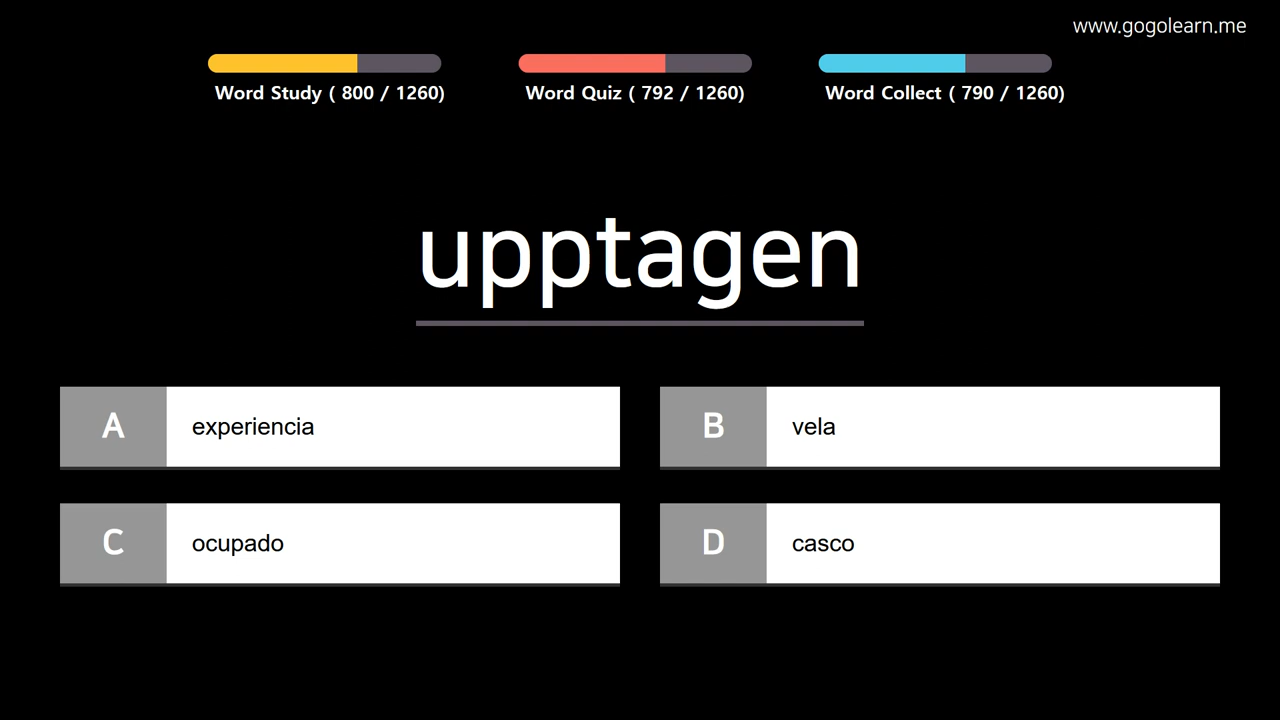 www.gogolearn.me
Word Study ( 800 / 1260)
Word Quiz ( 792 / 1260)
Word Collect ( 790 / 1260)
upptagen
A experiencia
B vela
C ocupado
D casco